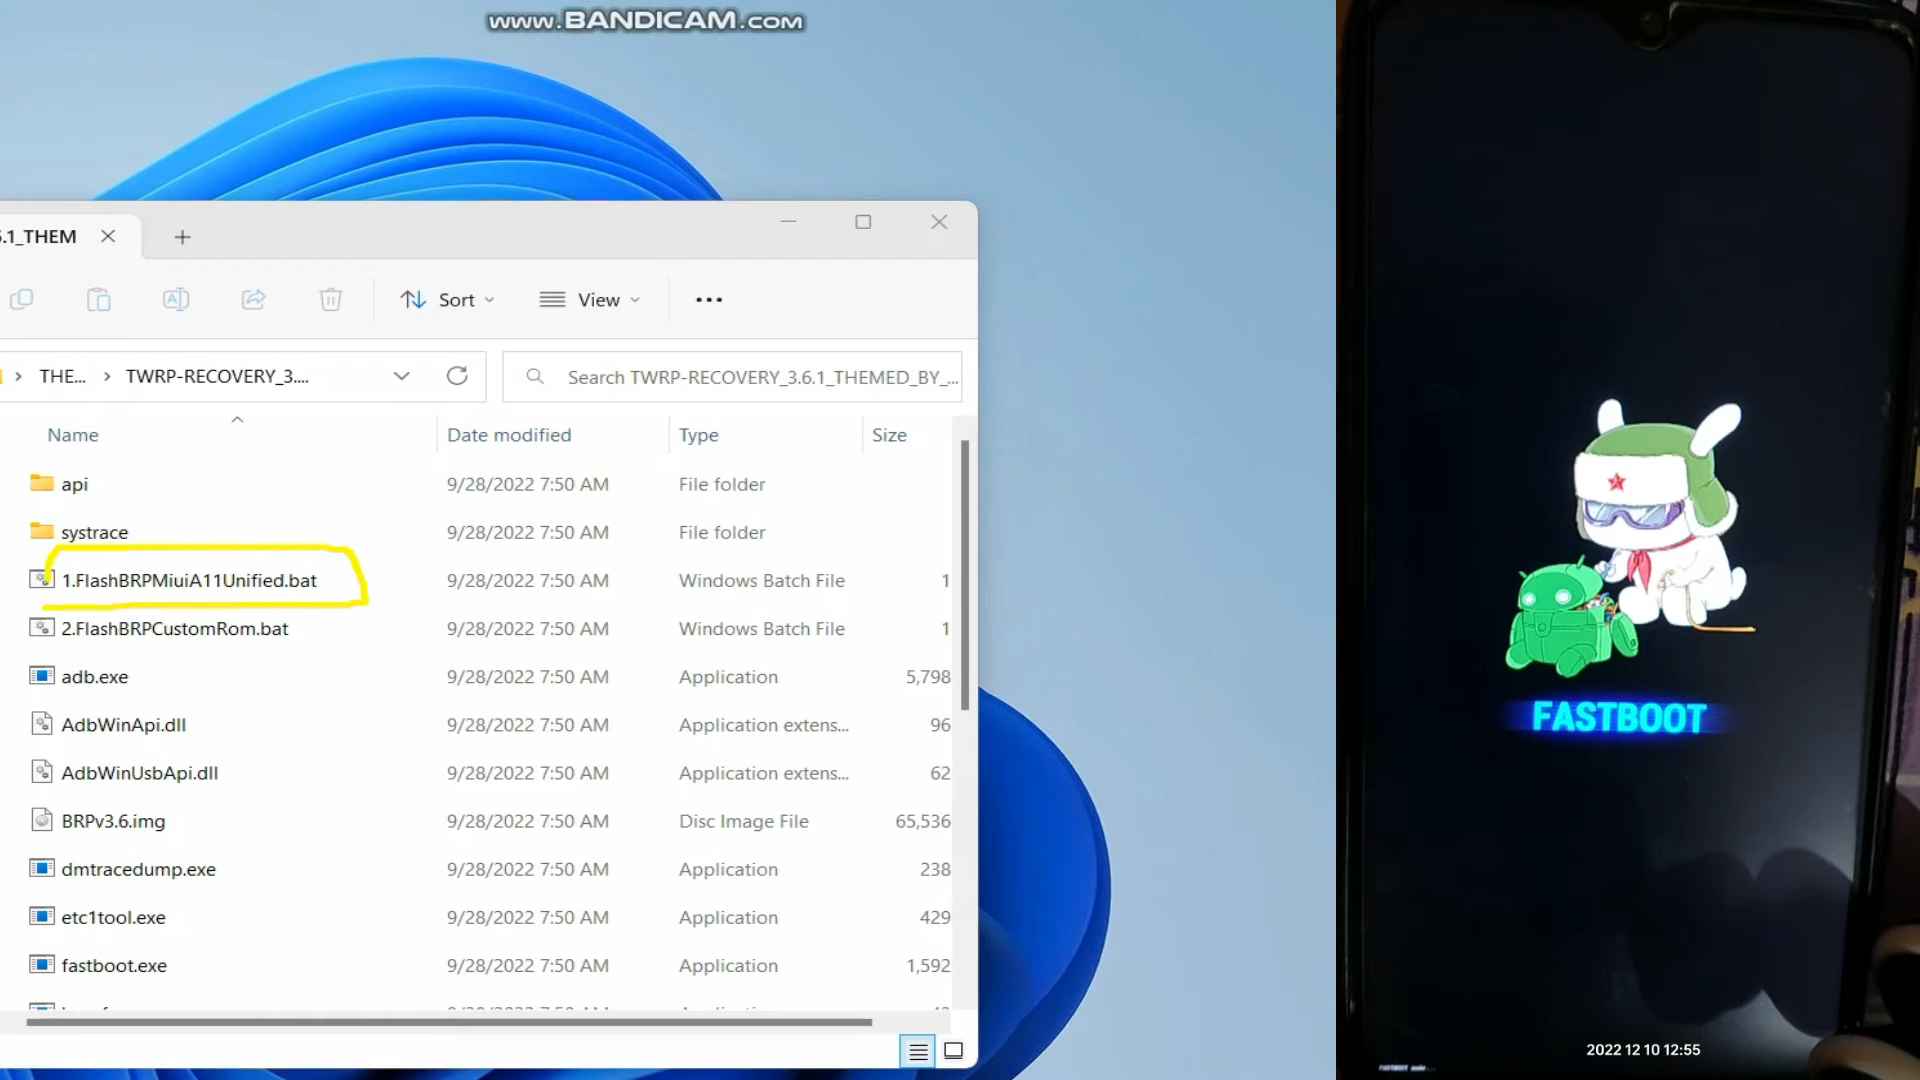 www.BANDICAM.com
6.1_THEM
Sort
View
THE...
TWRP-RECOVERY_3....
Search TWRP-RECOVERY_3.6.1_THEMED_BY_...
Name Date modified Type Size
api 9/28/2022 7:50 AM File folder
systrace 9/28/2022 7:50 AM File folder
1.FlashBRPMiuiA11Unified.bat 9/28/2022 7:50 AM Windows Batch File 1
2.FlashBRPCustomRom.bat 9/28/2022 7:50 AM Windows Batch File 1
adb.exe 9/28/2022 7:50 AM Application 5,798
AdbWinApi.dll 9/28/2022 7:50 AM Application extens... 96
AdbWinUsbApi.dll 9/28/2022 7:50 AM Application extens... 62
BRPv3.6.img 9/28/2022 7:50 AM Disc Image File 65,536
dmtracedump.exe 9/28/2022 7:50 AM Application 238
etc1tool.exe 9/28/2022 7:50 AM Application 429
fastboot.exe 9/28/2022 7:50 AM Application 1,592
FASTBOOT
2022 12 10 12:55